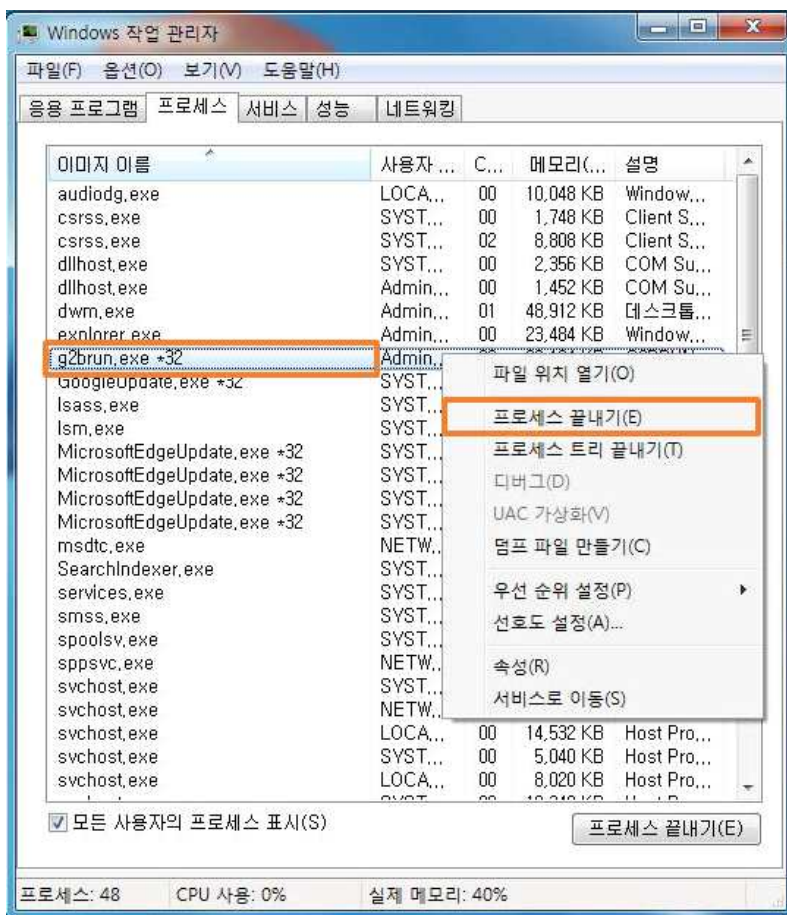 Windows 작업 관리자
파일(F) 옵션(O) 보기(V) 도움말(H)
응용 프로그램 프로세스 서비스 성능 네트워킹
이미지 이름 사용자 ... C... 메모리(... 설명
audiodg.exe LOCA... 00 10,048 KB Window...
csrss.exe SYST... 00 1,748 KB Client S...
csrss.exe SYST... 02 8,808 KB Client S...
dllhost.exe SYST... 00 2,356 KB COM Su...
dllhost.exe Admin... 00 1,452 KB COM Su...
dwm.exe Admin... 01 48,912 KB 데스크톱...
explorer.exe Admin... 00 23,484 KB Window...
g2brun.exe *32 Admin...
GoogleUpdate.exe *32 SYST...
lsass.exe SYST...
lsm.exe SYST...
MicrosoftEdgeUpdate.exe *32 SYST...
MicrosoftEdgeUpdate.exe *32 SYST...
MicrosoftEdgeUpdate.exe *32 SYST...
MicrosoftEdgeUpdate.exe *32 SYST...
msdtc.exe NETW...
SearchIndexer.exe SYST...
services.exe SYST...
smss.exe SYST...
spoolsv.exe SYST...
sppsvc.exe NETW...
svchost.exe SYST...
svchost.exe NETW...
svchost.exe LOCA... 00 14,532 KB Host Pro...
svchost.exe SYST... 00 5,040 KB Host Pro...
svchost.exe LOCA... 00 8,020 KB Host Pro...
파일 위치 열기(O)
프로세스 끝내기(E)
프로세스 트리 끝내기(T)
디버그(D)
UAC 가상화(V)
덤프 파일 만들기(C)
우선 순위 설정(P)
선호도 설정(A)...
속성(R)
서비스로 이동(S)
모든 사용자의 프로세스 표시(S)
프로세스 끝내기(E)
프로세스: 48 CPU 사용: 0% 실제 메모리: 40%